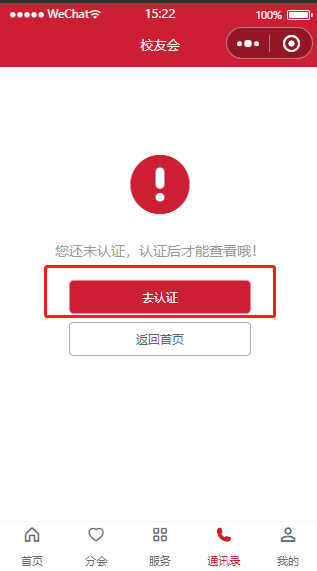 ●●●●● WeChat 15:22 100%
校友会
您还未认证，认证后才能查看哦！
去认证
返回首页
首页 分会 服务 通讯录 我的